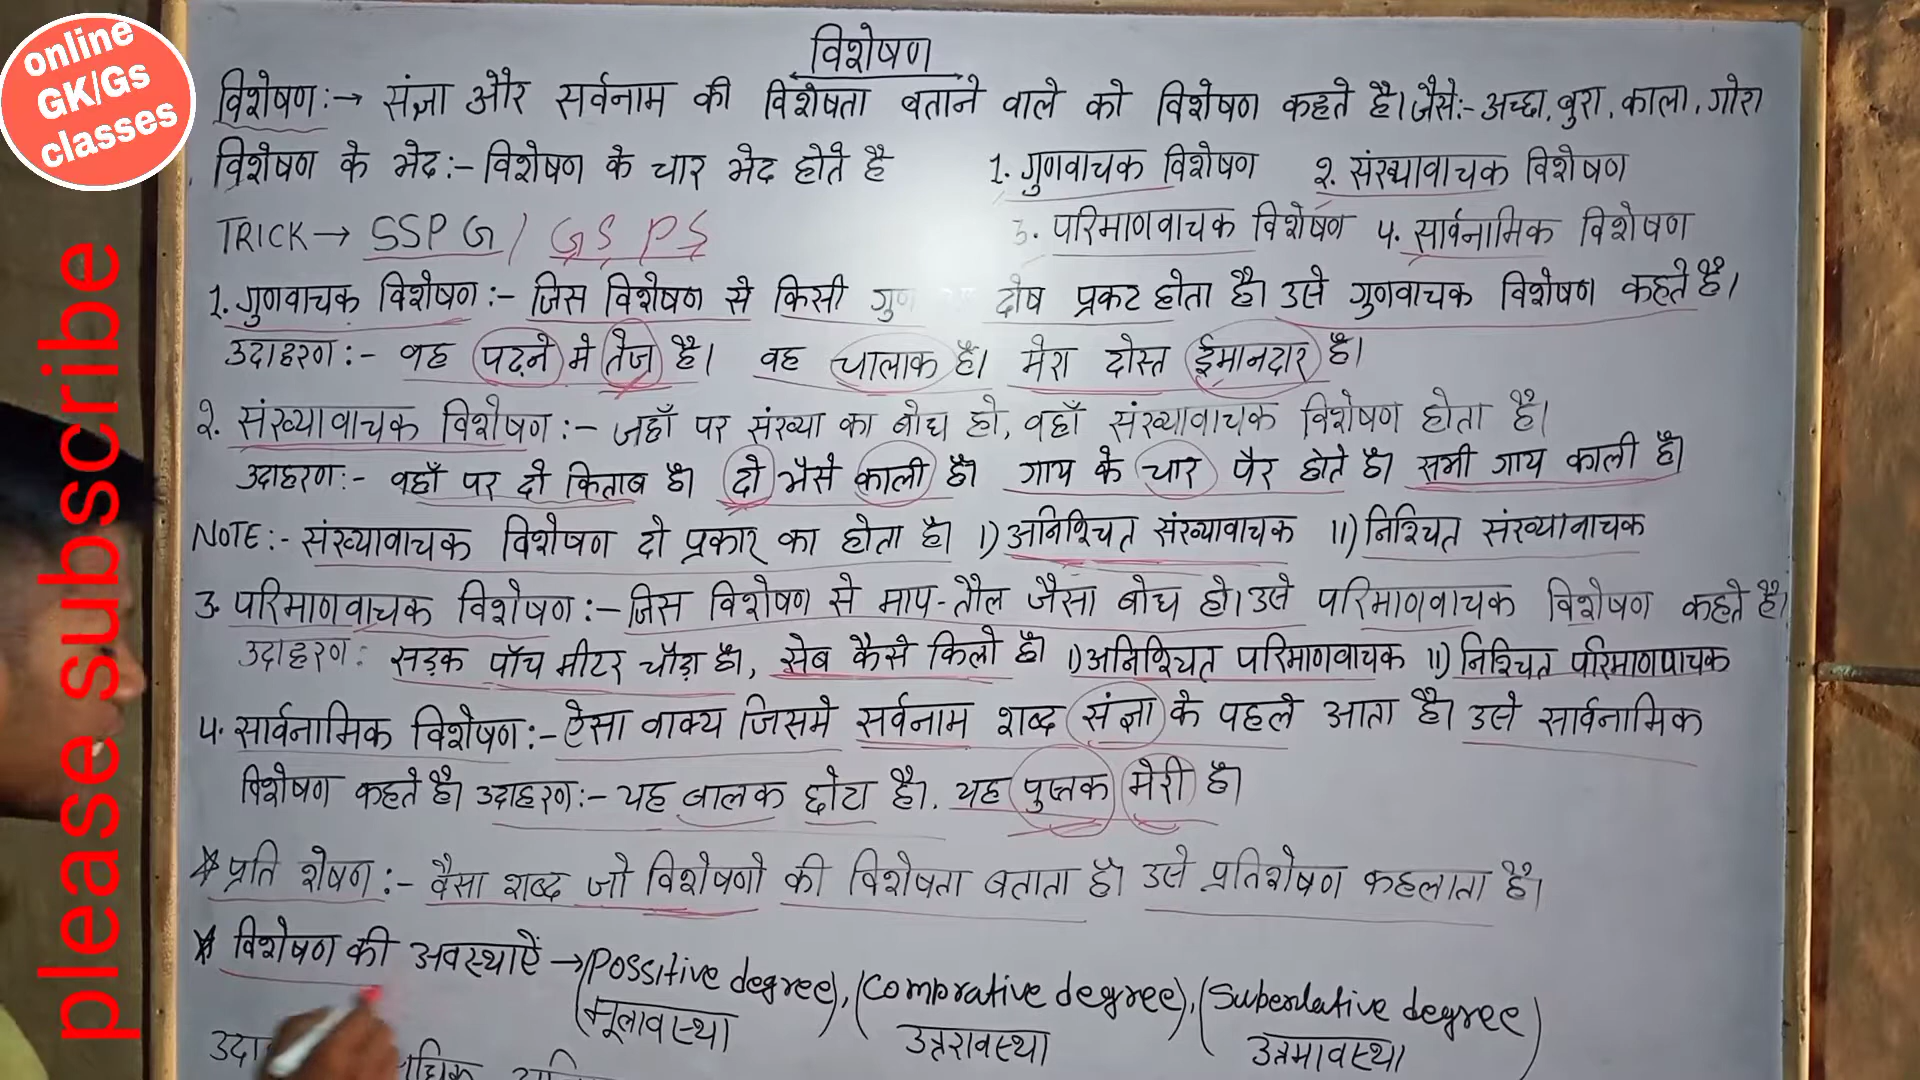 online
GK/Gs
classes
please subscribe
विशेषण
विशेषण:→ संज्ञा और सर्वनाम की विशेषता बताने वाले को विशेषण कहते है। जैसे:- अच्छा, बुरा, काला, गोरा
विशेषण के भेद:- विशेषण के चार भेद होते है 1. गुणवाचक विशेषण २. संख्यावाचक विशेषण
TRICK→ SSPG / GSPS 3. परिमाणवाचक विशेषण ५. सार्वनामिक विशेषण
1. गुणवाचक विशेषण:- जिस विशेषण से किसी गुण दोष प्रकट होता है। उसे गुणवाचक विशेषण कहते है।
उदाहरण:- वह पढ़ने मे तेज है। वह चालाक है। मेरा दोस्त ईमानदार है।
२. संख्यावाचक विशेषण:- जहाँ पर संख्या का बोध हो, वहाँ संख्यावाचक विशेषण होता है।
उदाहरण:- वहाँ पर दो किताब है। दो भैसे काली है। गाय के चार पैर होते है। सभी गाय काली है।
NOTE:- संख्यावाचक विशेषण दो प्रकार का होता है। I) अनिश्चित संख्यावाचक II) निश्चित संख्यावाचक
3. परिमाणवाचक विशेषण:- जिस विशेषण से माप-तौल जैसा बोध हो। उसे परिमाणवाचक विशेषण कहते है।
उदाहरण: सड़क पाँच मीटर चौड़ा है।, सेब कैसे किलो है। I) अनिश्चित परिमाणवाचक II) निश्चित परिमाणवाचक
५. सार्वनामिक विशेषण:- ऐसा वाक्य जिसमे सर्वनाम शब्द संज्ञा के पहले आता है। उसे सार्वनामिक
विशेषण कहते है। उदाहरण:- यह बालक छोटा है. यह पुस्तक मेरी है।
* प्रति शेषण:- वैसा शब्द जो विशेषणो की विशेषता बताता है। उसे प्रतिशेषण कहलाता है।
* विशेषण की अवस्थाऐं → (Possitive degree), (Comprative degree), (Superlative degree)
(मूलावस्था उत्तरावस्था उत्तमावस्था